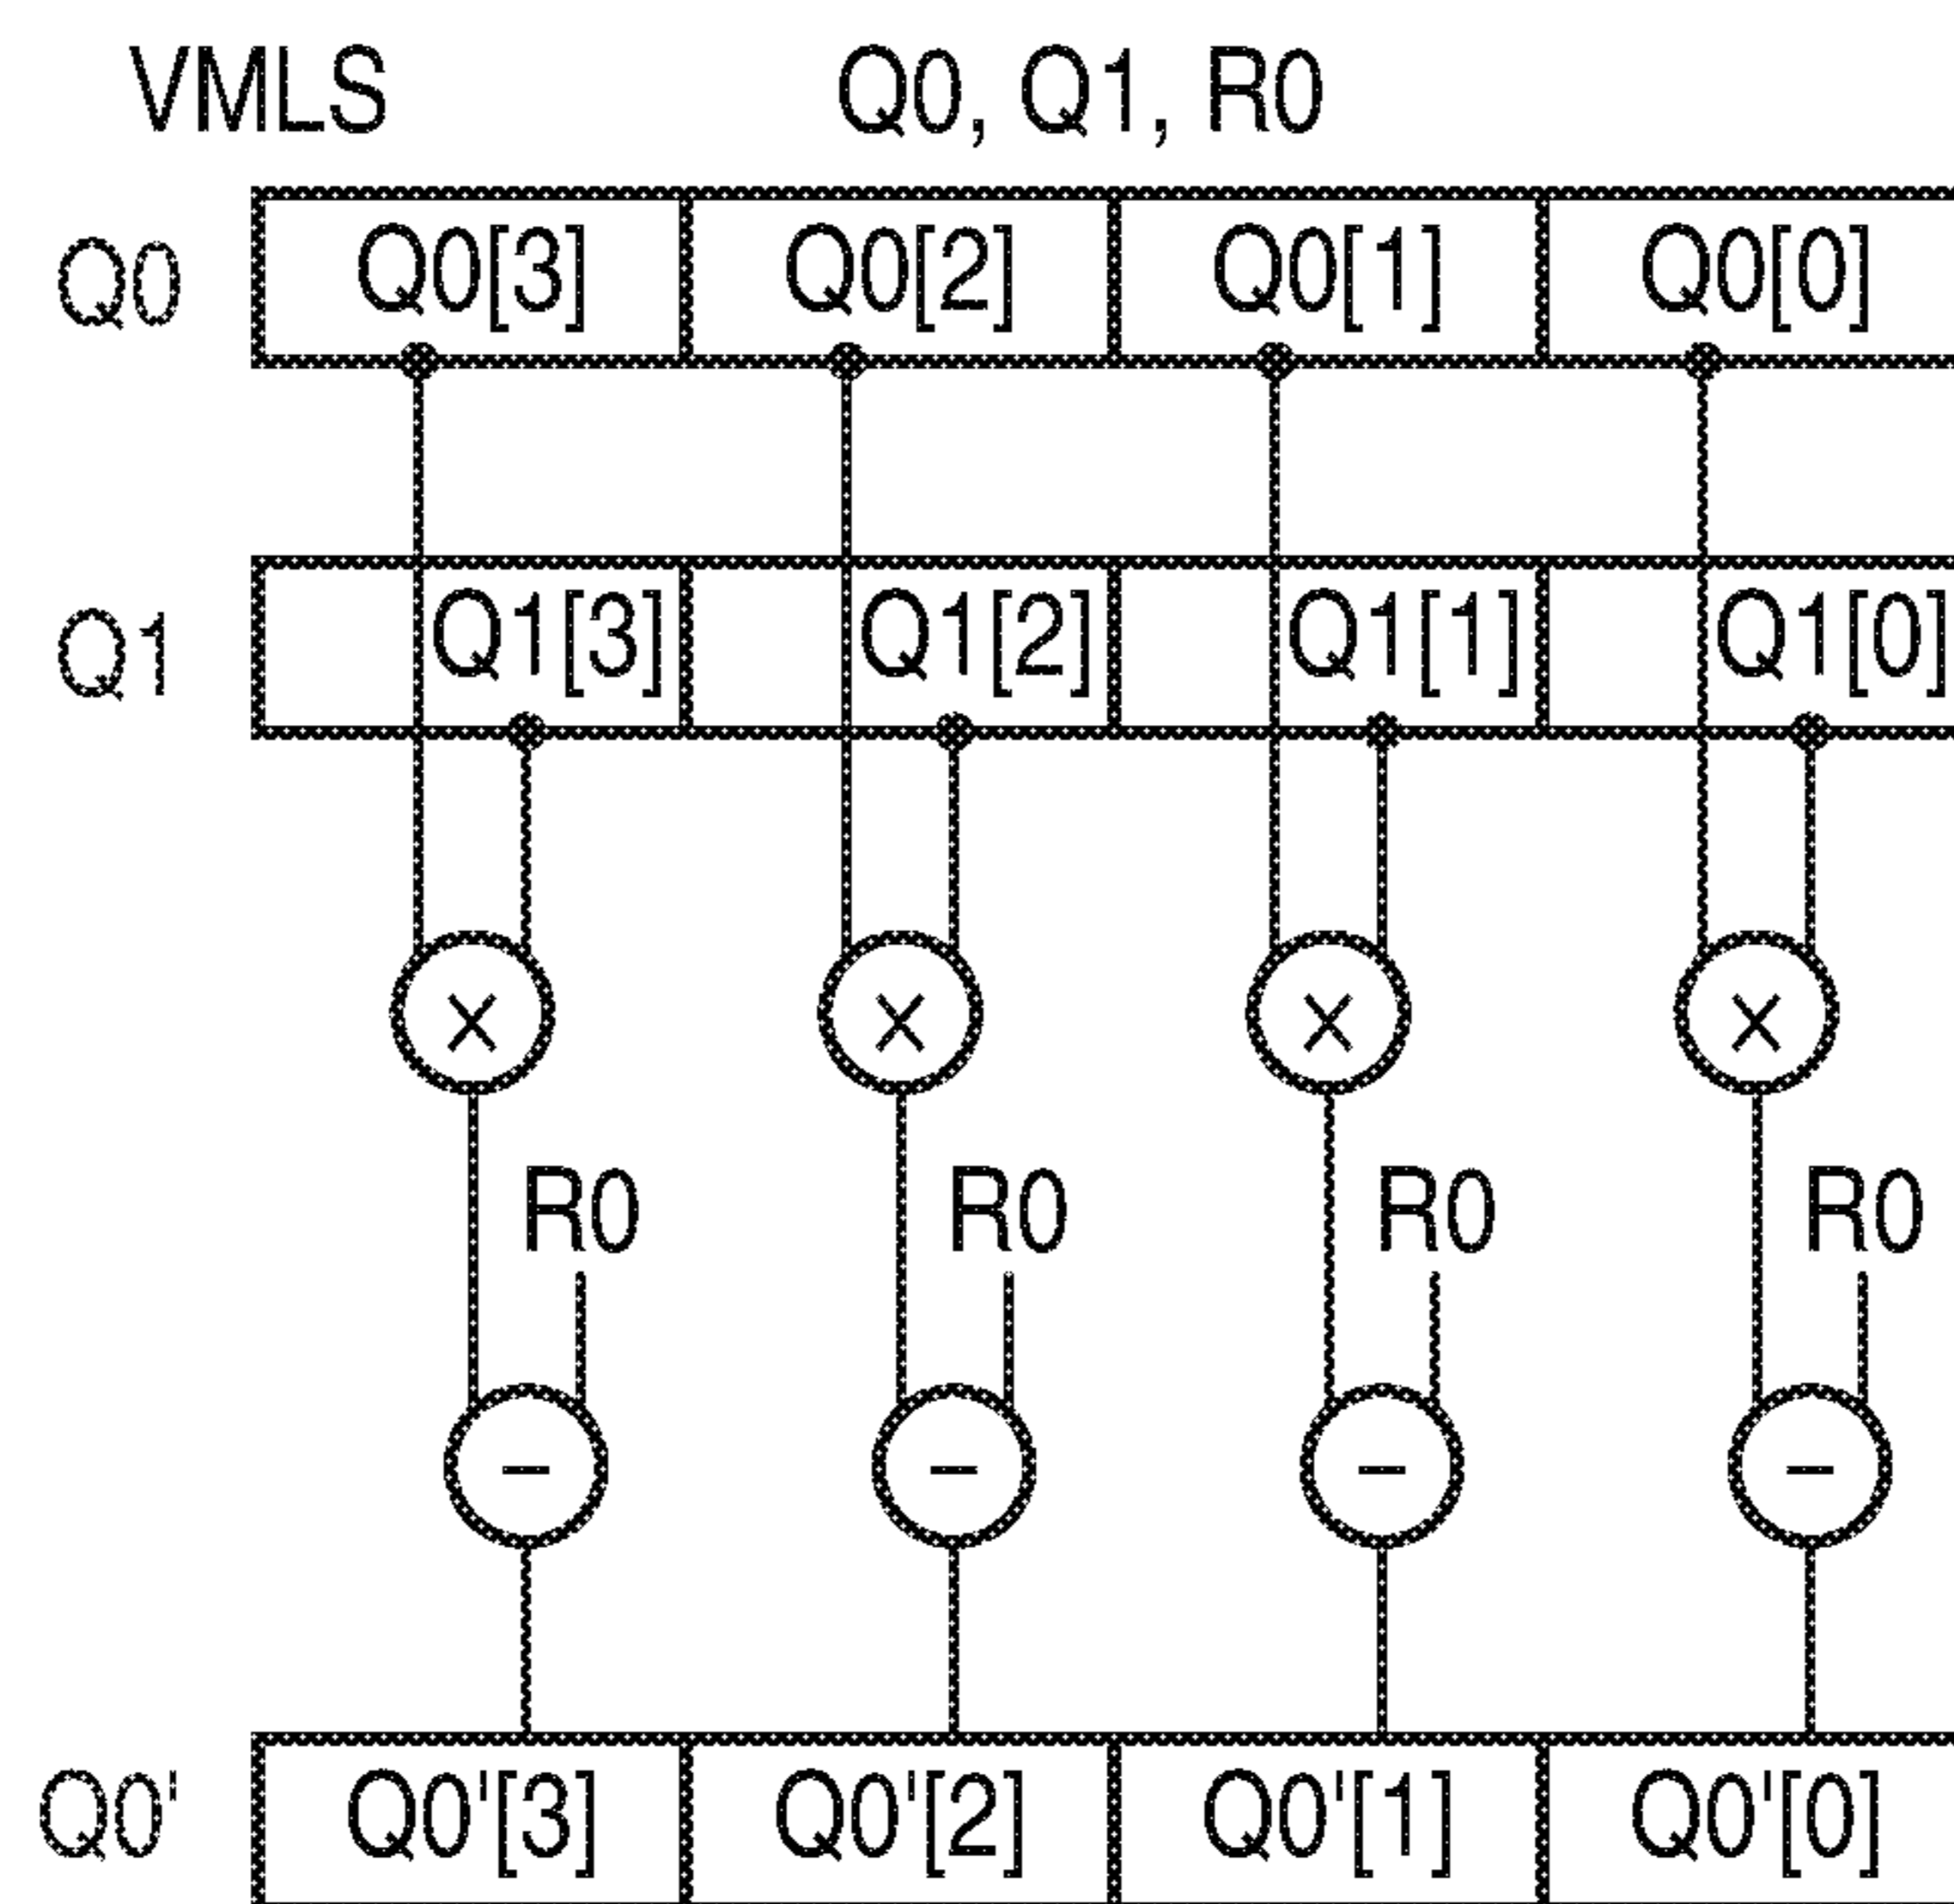 VMLS Q0, Q1, R0
Q0 Q0[3] Q0[2] Q0[1] Q0[0]
Q1 Q1[3] Q1[2] Q1[1] Q1[0]
× × × ×
R0 R0 R0 R0
− − − −
Q0' Q0'[3] Q0'[2] Q0'[1] Q0'[0]